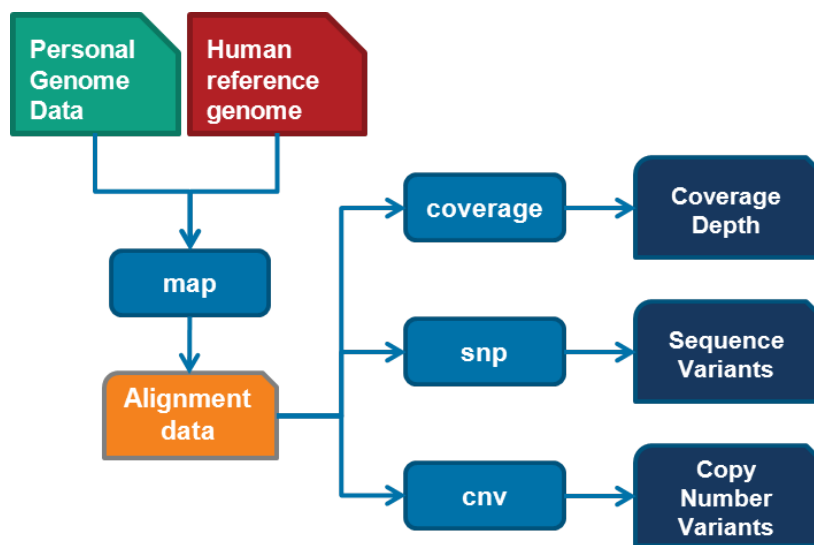 Personal
Genome
Data
Human
reference
genome
map
Alignment
data
coverage
Coverage
Depth
snp
Sequence
Variants
cnv
Copy
Number
Variants